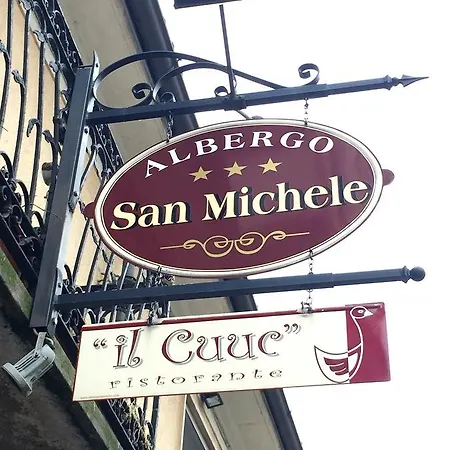 ALBERGO
San Michele
"il Cuuc"
ristorante